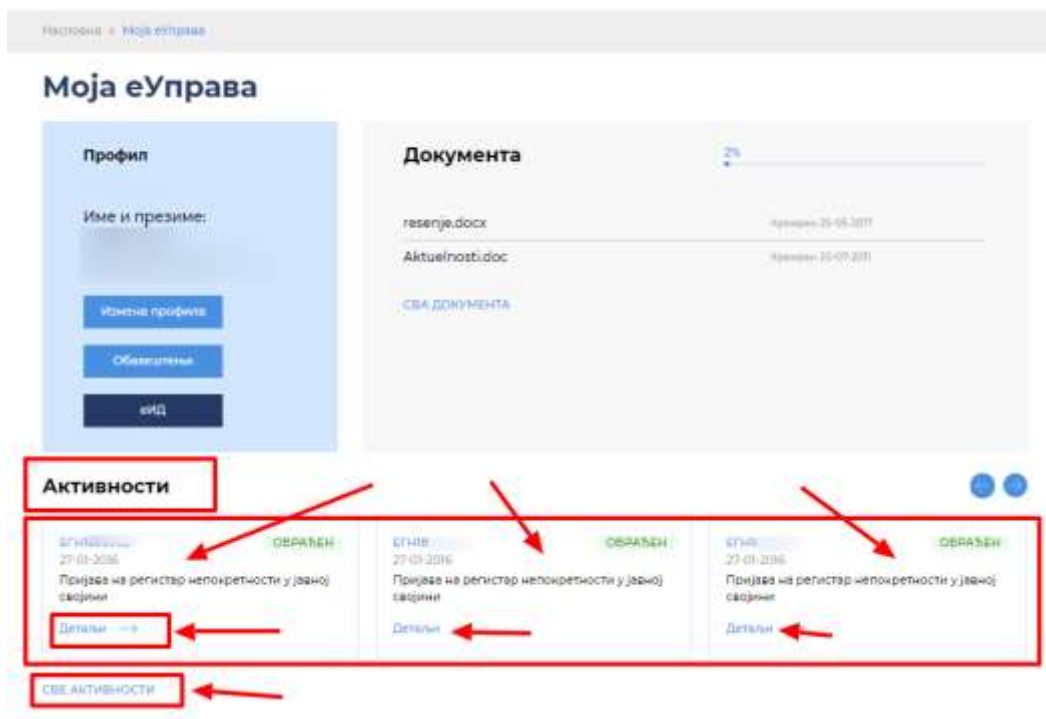 Насловна » Моја еУправа
Моја еУправа
Профил
Име и презиме:
Измена профила
Обавештења
еИД
Документа
2%
resenje.docx
Креиран
Aktuelnosti.doc
Креиран
СВА ДОКУМЕНТА
Активности
ОБРАЂЕН
27-01-2016
Пријава на регистар непокретности у јавној
својини
Детаљи
ОБРАЂЕН
27-01-2016
Пријава на регистар непокретности у јавној
својини
Детаљи
ОБРАЂЕН
27-01-2016
Пријава на регистар непокретности у јавној
својини
Детаљи
СВЕ АКТИВНОСТИ